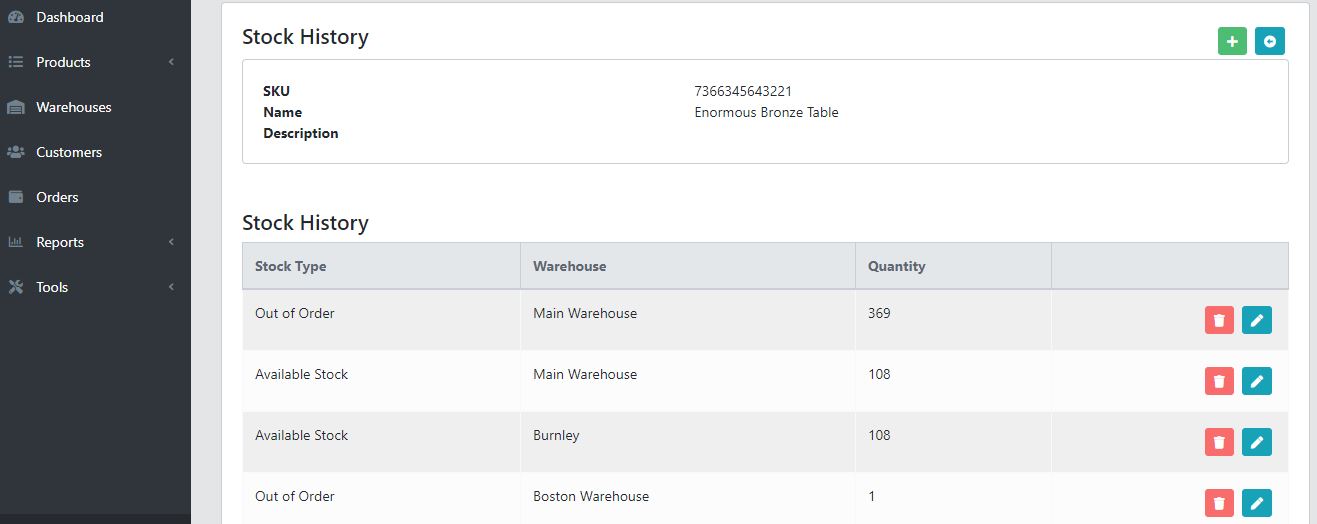 Dashboard
Products
Warehouses
Customers
Orders
Reports
Tools
Stock History
SKU 7366345643221
Name Enormous Bronze Table
Description
Stock History
Stock Type Warehouse Quantity
Out of Order Main Warehouse 369
Available Stock Main Warehouse 108
Available Stock Burnley 108
Out of Order Boston Warehouse 1